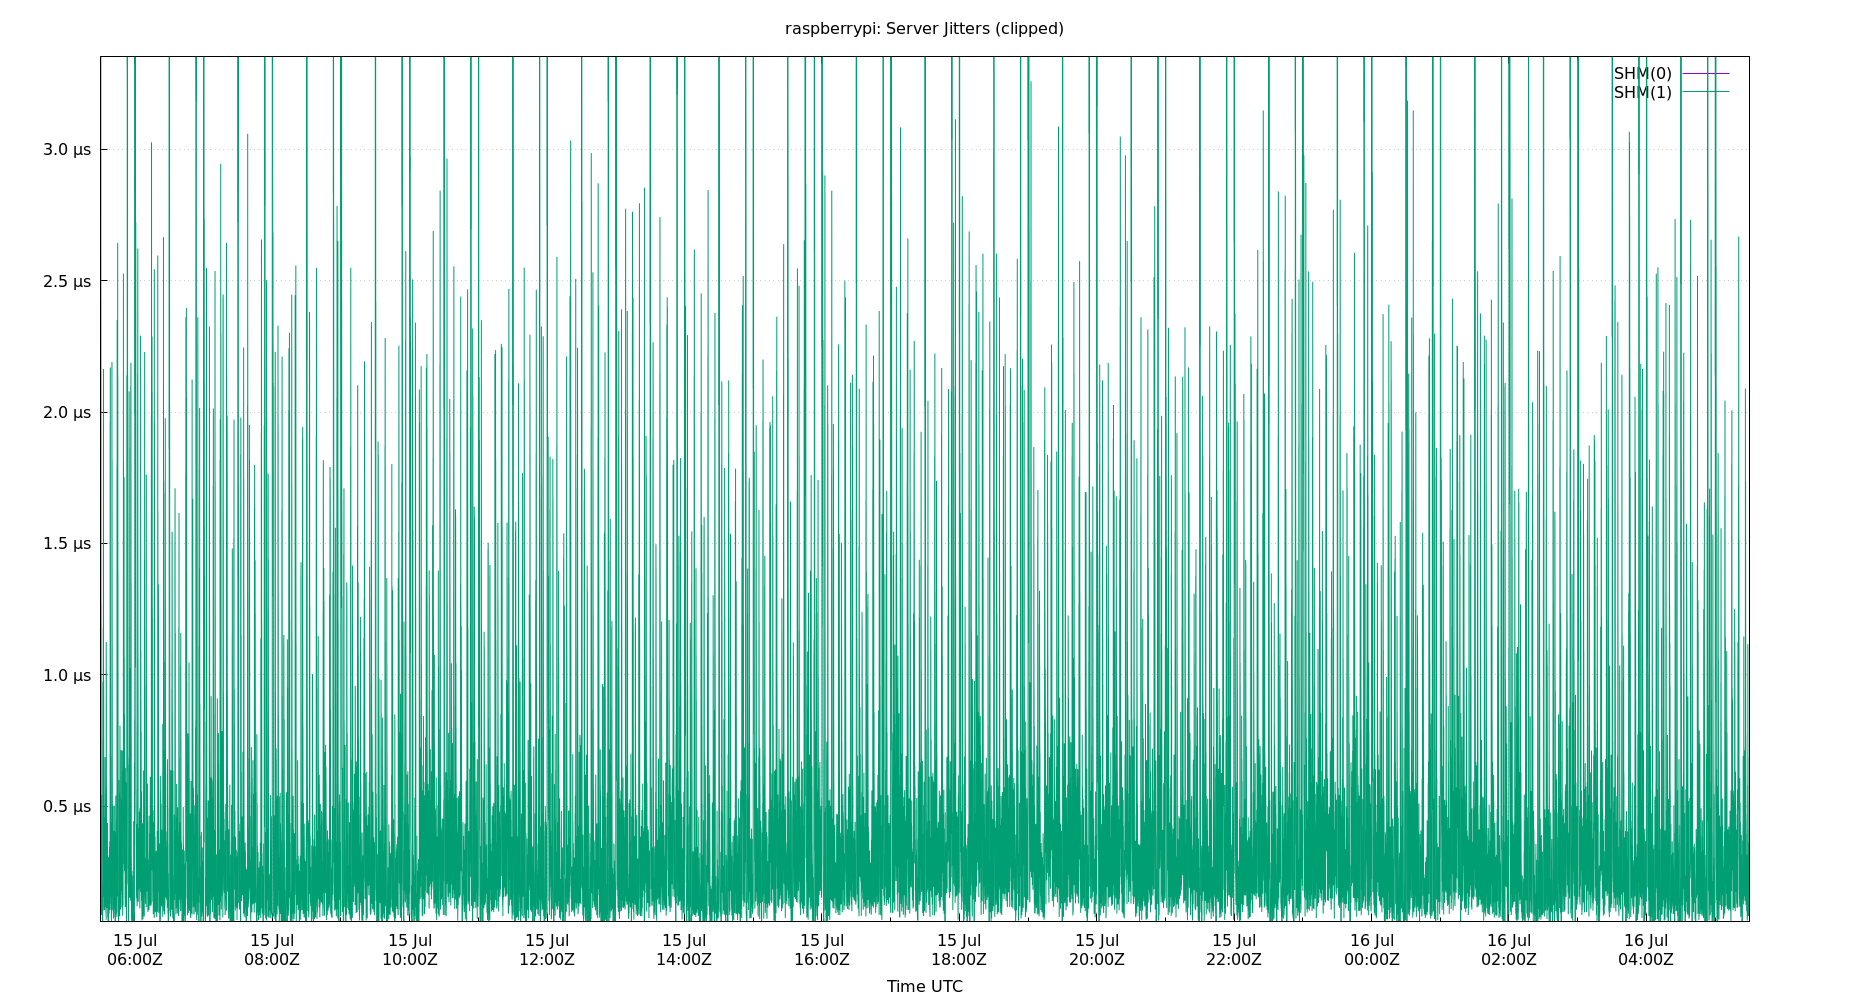 raspberrypi: Server Jitters (clipped)
SHM(0)
SHM(1)
3.0 µs
2.5 µs
2.0 µs
1.5 µs
1.0 µs
0.5 µs
15 Jul 15 Jul 15 Jul 15 Jul 15 Jul 15 Jul 15 Jul 15 Jul 15 Jul 16 Jul 16 Jul 16 Jul
06:00Z 08:00Z 10:00Z 12:00Z 14:00Z 16:00Z 18:00Z 20:00Z 22:00Z 00:00Z 02:00Z 04:00Z
Time UTC